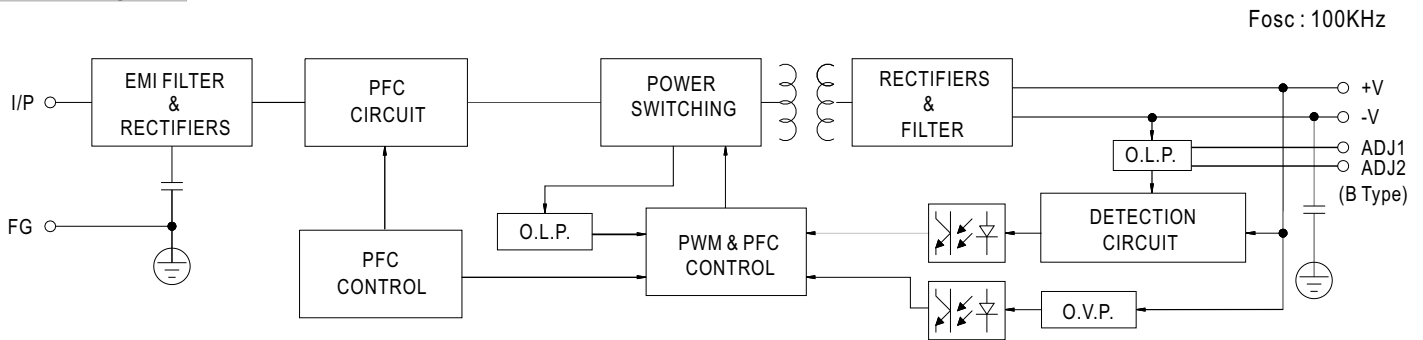 Fosc : 100KHz
EMI FILTER
&
RECTIFIERS
PFC
CIRCUIT
POWER
SWITCHING
RECTIFIERS
&
FILTER
I/P
+V
-V
O.L.P.
ADJ1
ADJ2
(B Type)
FG
O.L.P.
PFC
CONTROL
PWM & PFC
CONTROL
DETECTION
CIRCUIT
O.V.P.